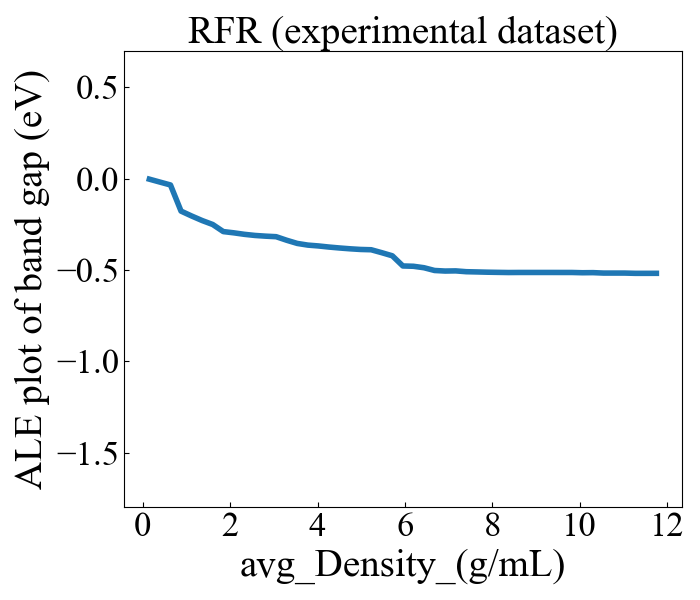 RFR (experimental dataset)
ALE plot of band gap (eV)
0.5
0.0
−0.5
−1.0
−1.5
0 2 4 6 8 10 12
avg_Density_(g/mL)